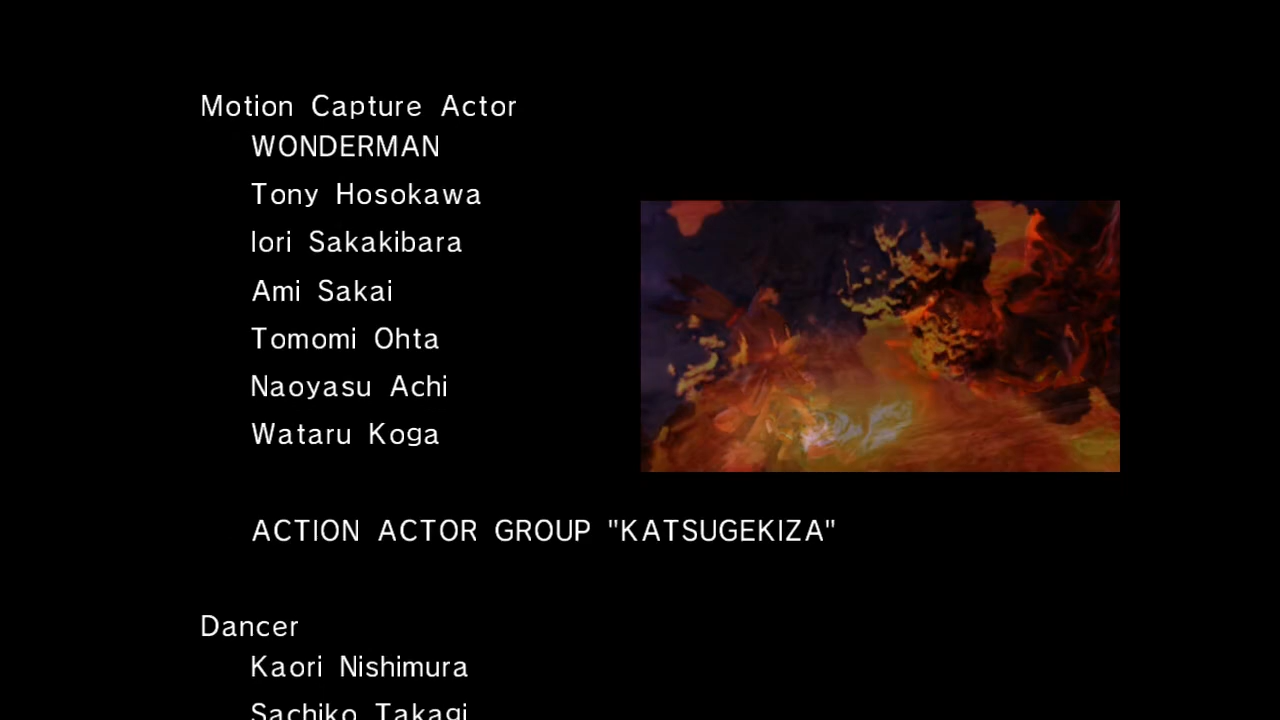 Motion Capture Actor
WONDERMAN
Tony Hosokawa
Iori Sakakibara
Ami Sakai
Tomomi Ohta
Naoyasu Achi
Wataru Koga
ACTION ACTOR GROUP "KATSUGEKIZA"
Dancer
Kaori Nishimura
Sachiko Takagi